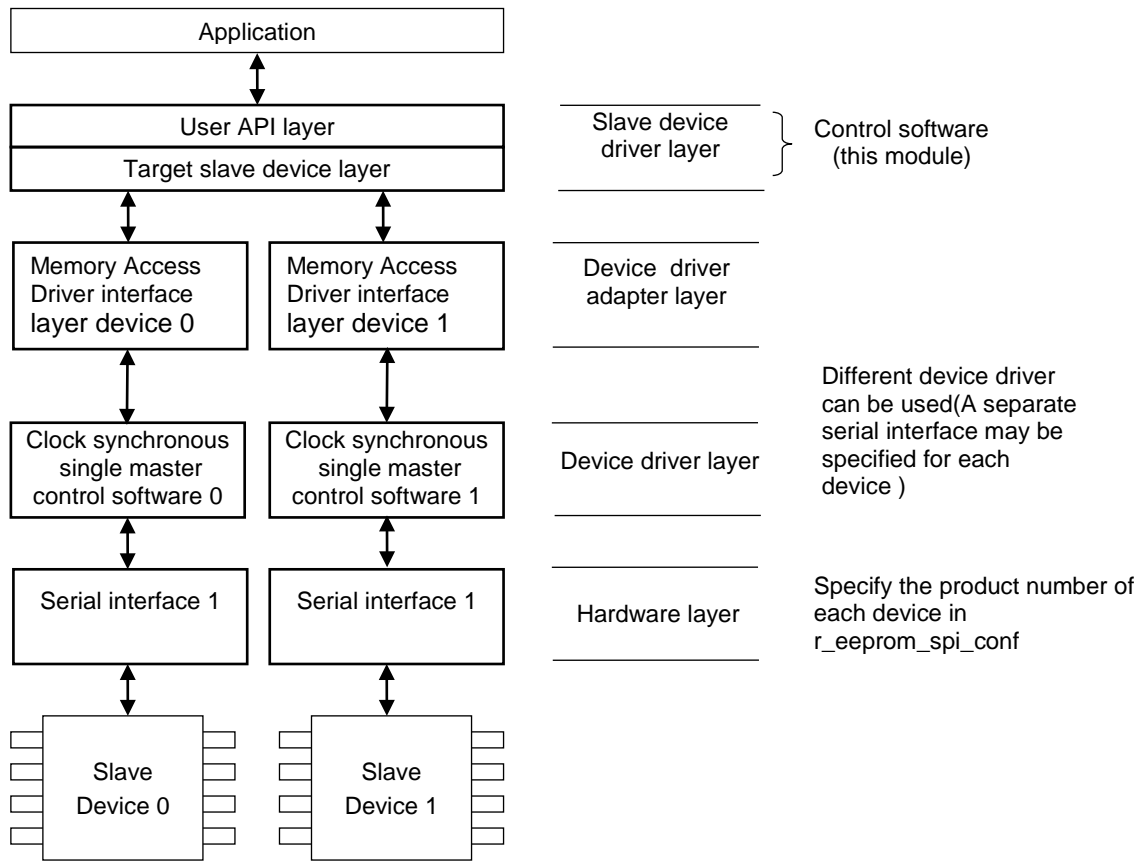 Application
User API layer
Target slave device layer
Slave device
driver layer
Control software
(this module)
Memory Access
Driver interface
layer device 0
Memory Access
Driver interface
layer device 1
Device driver
adapter layer
Different device driver
can be used(A separate
serial interface may be
specified for each
device )
Clock synchronous
single master
control software 0
Clock synchronous
single master
control software 1
Device driver layer
Serial interface 1
Serial interface 1
Hardware layer
Specify the product number of
each device in
r_eeprom_spi_conf
Slave
Device 0
Slave
Device 1